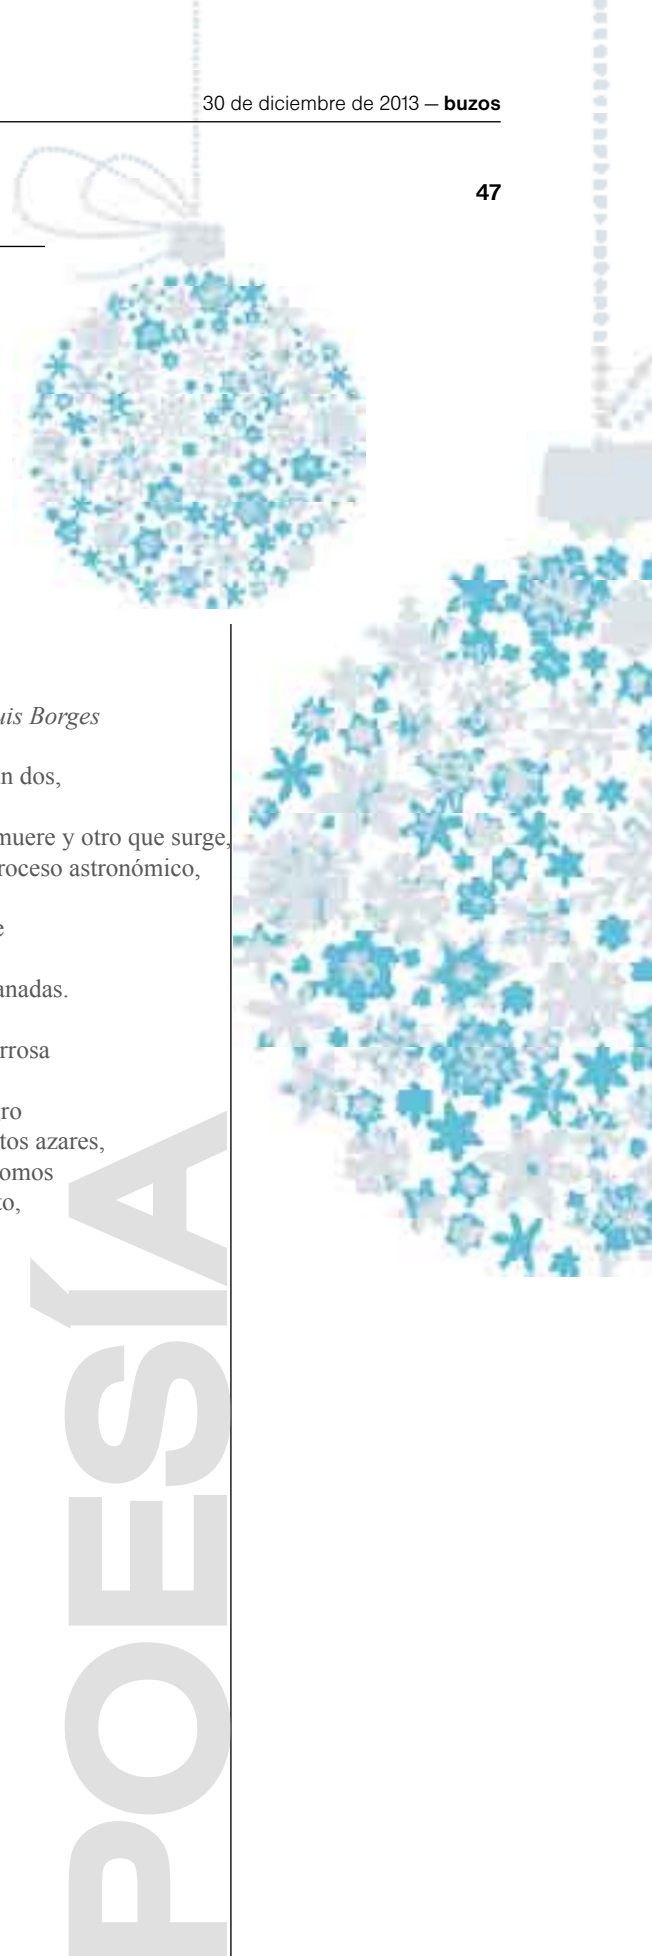 30 de diciembre de 2013 — buzos
47
uis Borges
n dos,
muere y otro que surge,
roceso astronómico,
e
anadas.
rrosa
ro
tos azares,
omos
o,
POESÍA